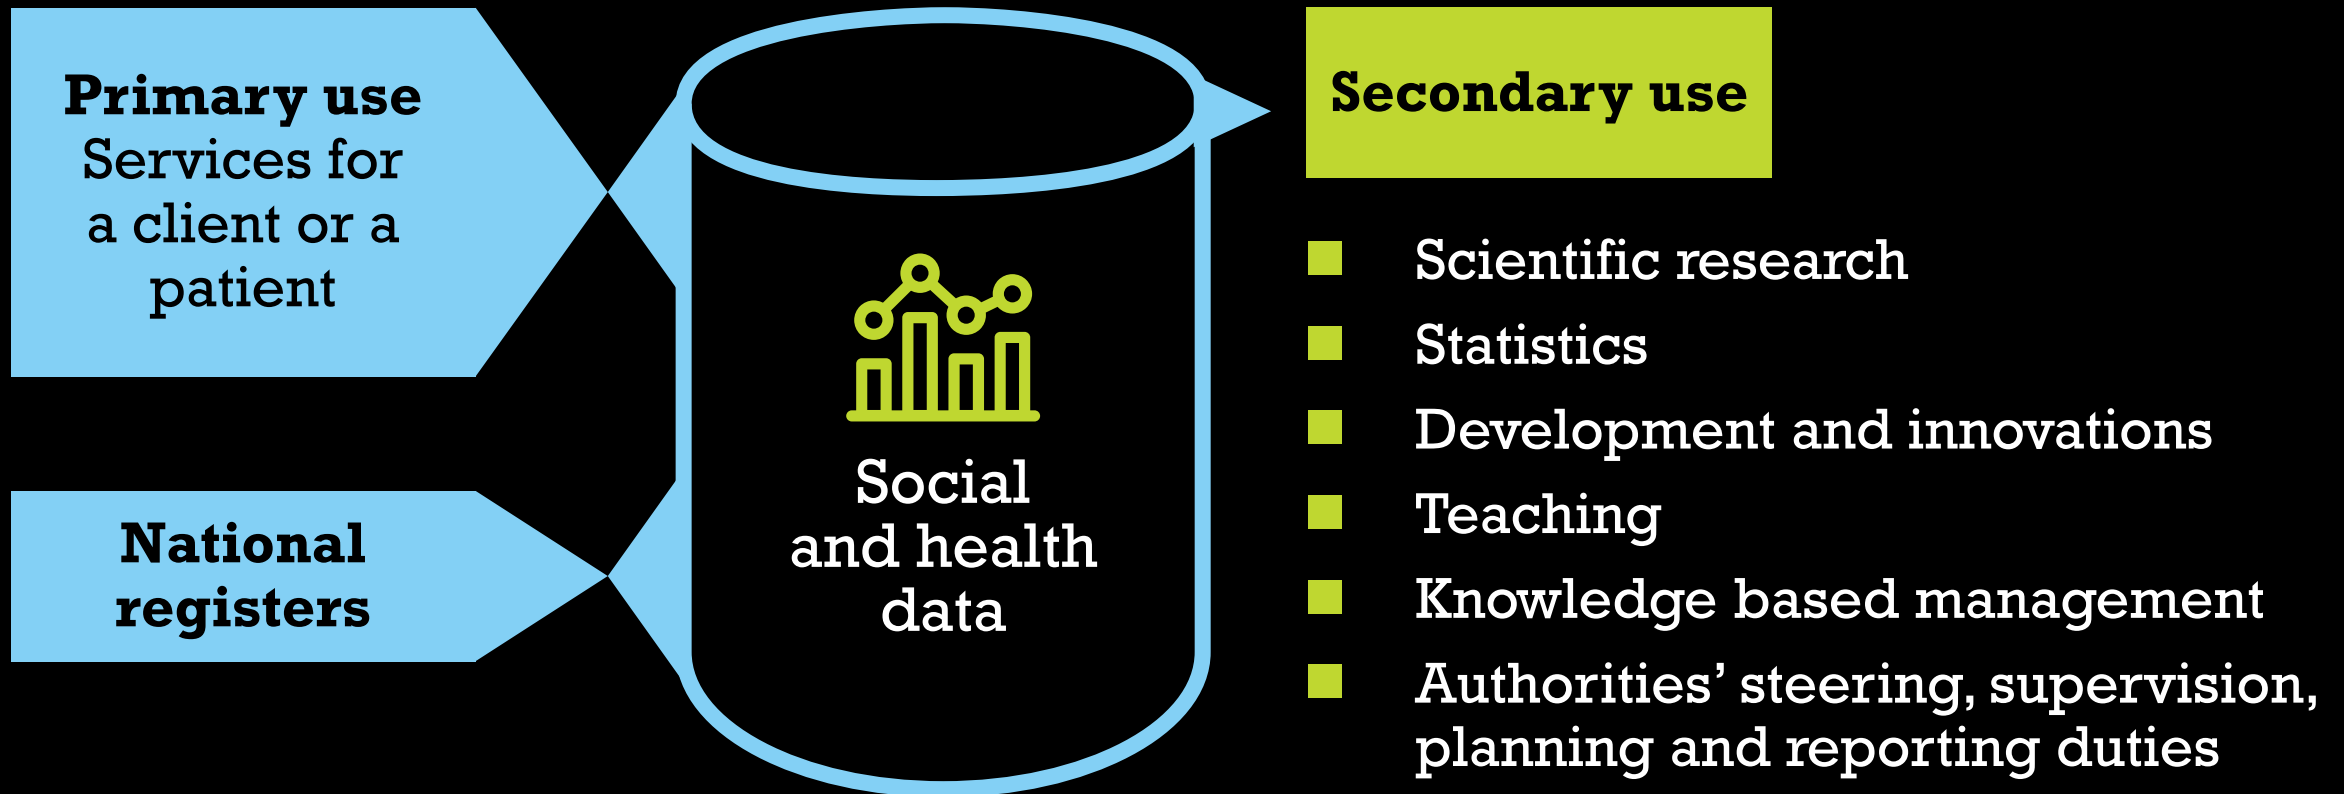 Primary use
Services for
a client or a
patient
National
registers
Social
and health
data
Secondary use
Scientific research
Statistics
Development and innovations
Teaching
Knowledge based management
Authorities’ steering, supervision,
planning and reporting duties